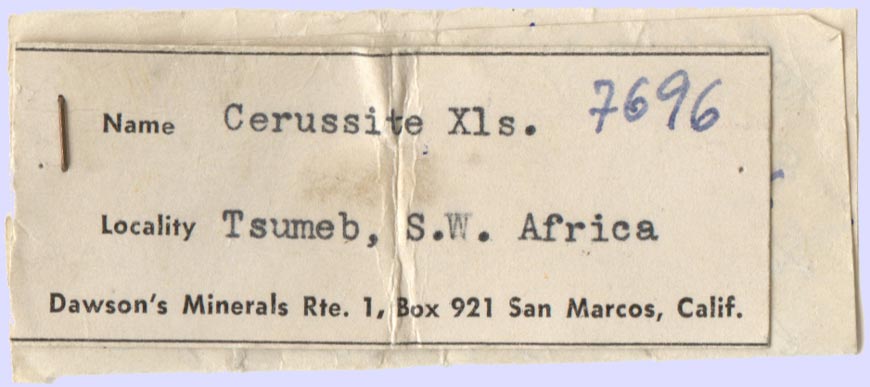 7696
Name Cerussite Xls.
Locality Tsumeb, S.W. Africa
Dawson's Minerals Rte. 1, Box 921 San Marcos, Calif.